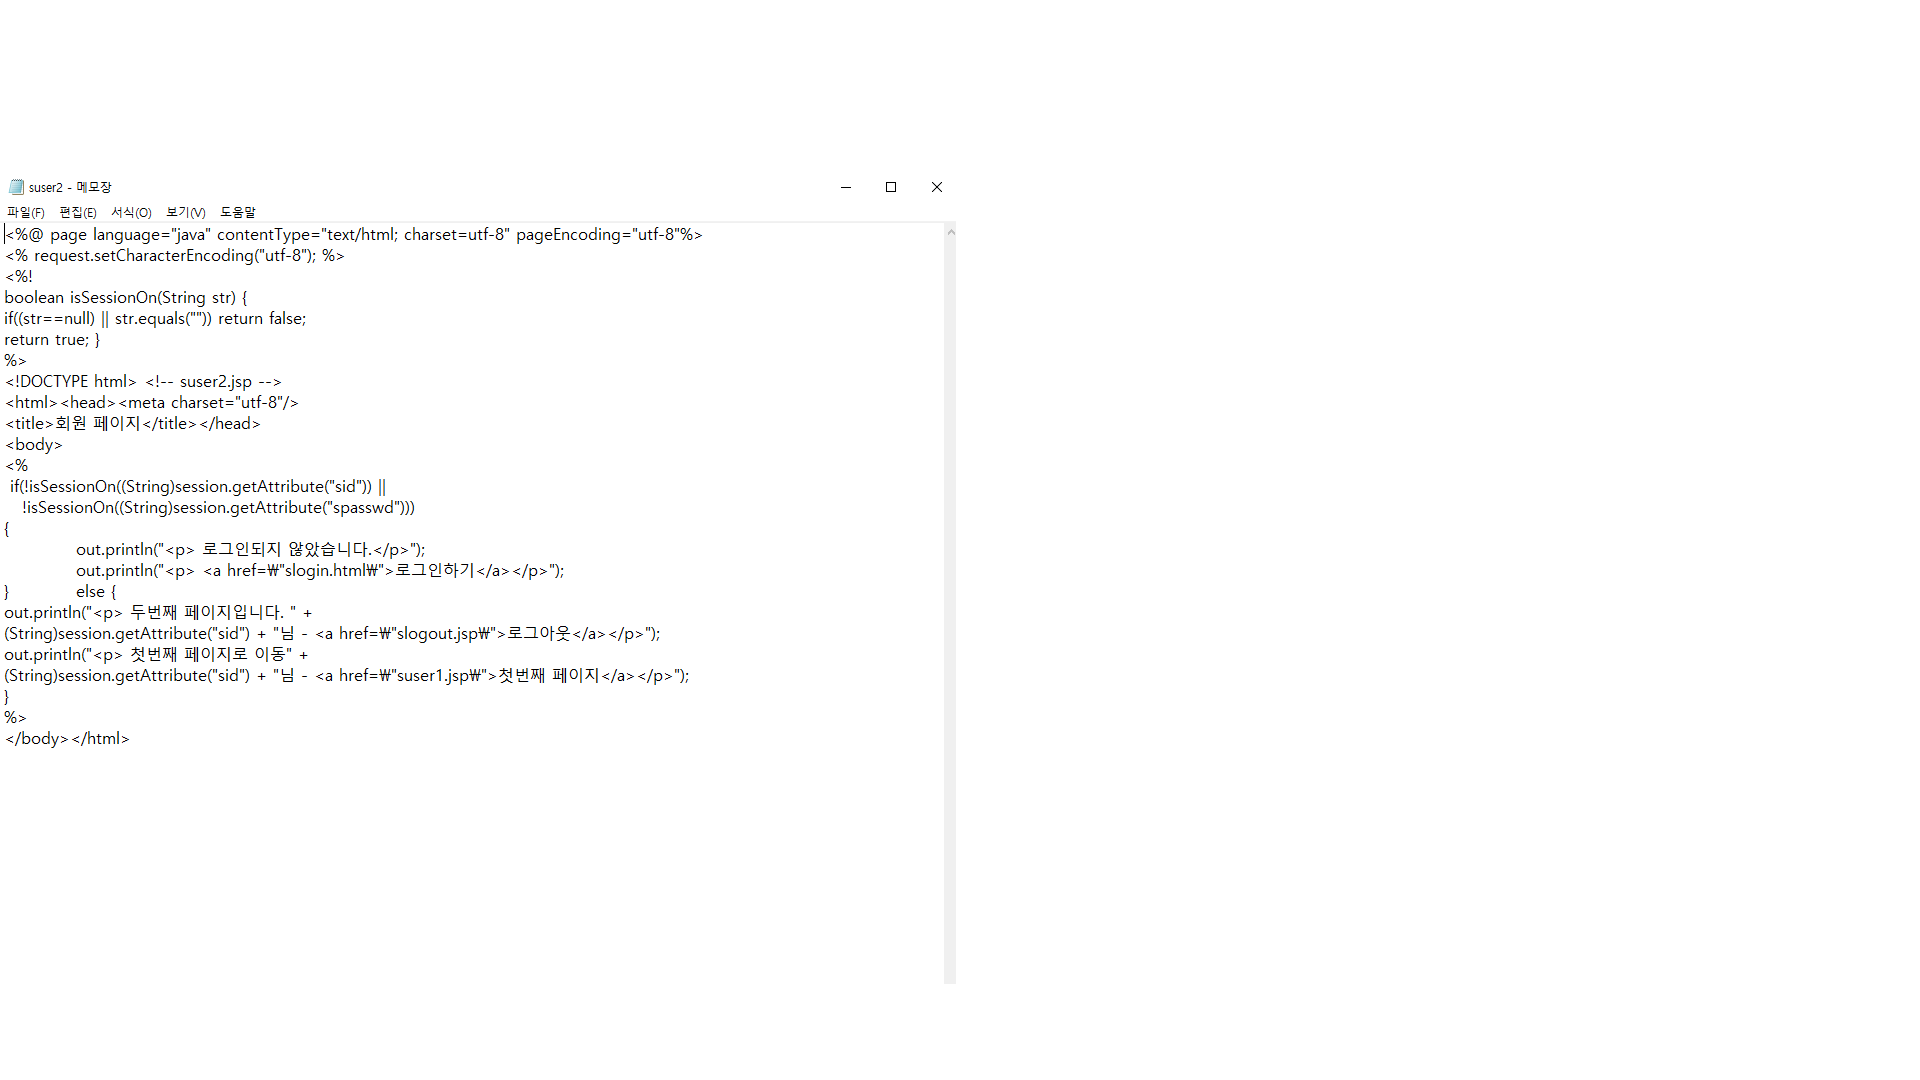 suser2 - 메모장
파일(F) 편집(E) 서식(O) 보기(V) 도움말
<%@ page language="java" contentType="text/html; charset=utf-8" pageEncoding="utf-8"%>
<% request.setCharacterEncoding("utf-8"); %>
<%!
boolean isSessionOn(String str) {
if((str==null) || str.equals("")) return false;
return true; }
%>
<!DOCTYPE html> <!-- suser2.jsp -->
<html><head><meta charset="utf-8"/>
<title>회원 페이지</title></head>
<body>
<%
 if(!isSessionOn((String)session.getAttribute("sid")) ||
    !isSessionOn((String)session.getAttribute("spasswd")))
{
	out.println("<p> 로그인되지 않았습니다.</p>");
	out.println("<p> <a href=₩"slogin.html₩">로그인하기</a></p>");
}	else {
out.println("<p> 두번째 페이지입니다. " +
(String)session.getAttribute("sid") + "님 - <a href=₩"slogout.jsp₩">로그아웃</a></p>");
out.println("<p> 첫번째 페이지로 이동" +
(String)session.getAttribute("sid") + "님 - <a href=₩"suser1.jsp₩">첫번째 페이지</a></p>");
}
%>
</body></html>